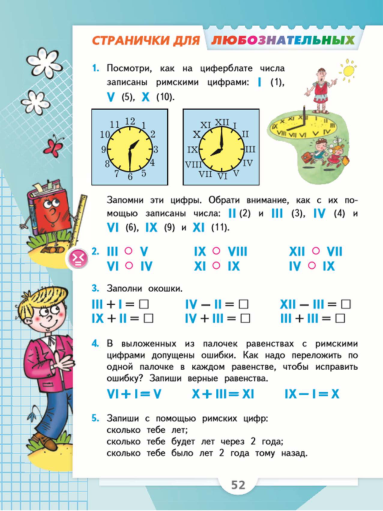 СТРАНИЧКИ ДЛЯ ЛЮБОЗНАТЕЛЬНЫХ
1. Посмотри, как на циферблате числа
записаны римскими цифрами: I (1),
V (5), X (10).
11 12 1
10 2
9 3
8 4
7 6 5
XI XII I
X II
IX III
VIII IV
VII VI V
Запомни эти цифры. Обрати внимание, как с их по-
мощью записаны числа: II (2) и III (3), IV (4) и
VI (6), IX (9) и XI (11).
2. III ○ V IX ○ VIII XII ○ VII
VI ○ IV XI ○ IX IV ○ IX
3. Заполни окошки.
III + I = □ IV − II = □ XII − III = □
IX + II = □ IV + III = □ III + III = □
4. В выложенных из палочек равенствах с римскими
цифрами допущены ошибки. Как надо переложить по
одной палочке в каждом равенстве, чтобы исправить
ошибку? Запиши верные равенства.
VI + I = V X + III = XI IX − I = X
5. Запиши с помощью римских цифр:
сколько тебе лет;
сколько тебе будет лет через 2 года;
сколько тебе было лет 2 года тому назад.
52